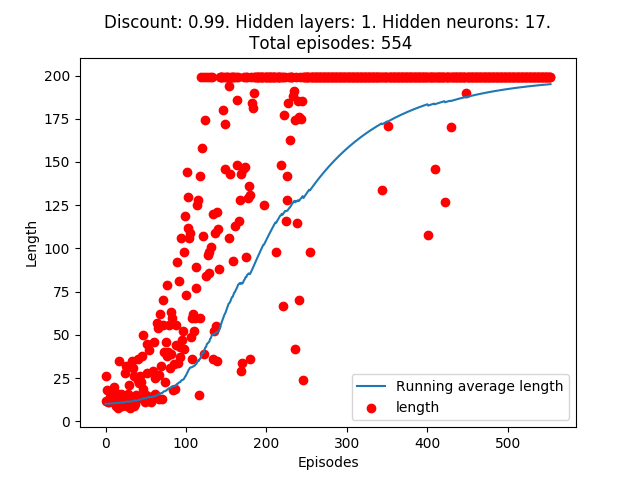 Discount: 0.99. Hidden layers: 1. Hidden neurons: 17.
Total episodes: 554
200
175
150
125
100
75
50
25
0
Length
0 100 200 300 400 500
Episodes
Running average length
length